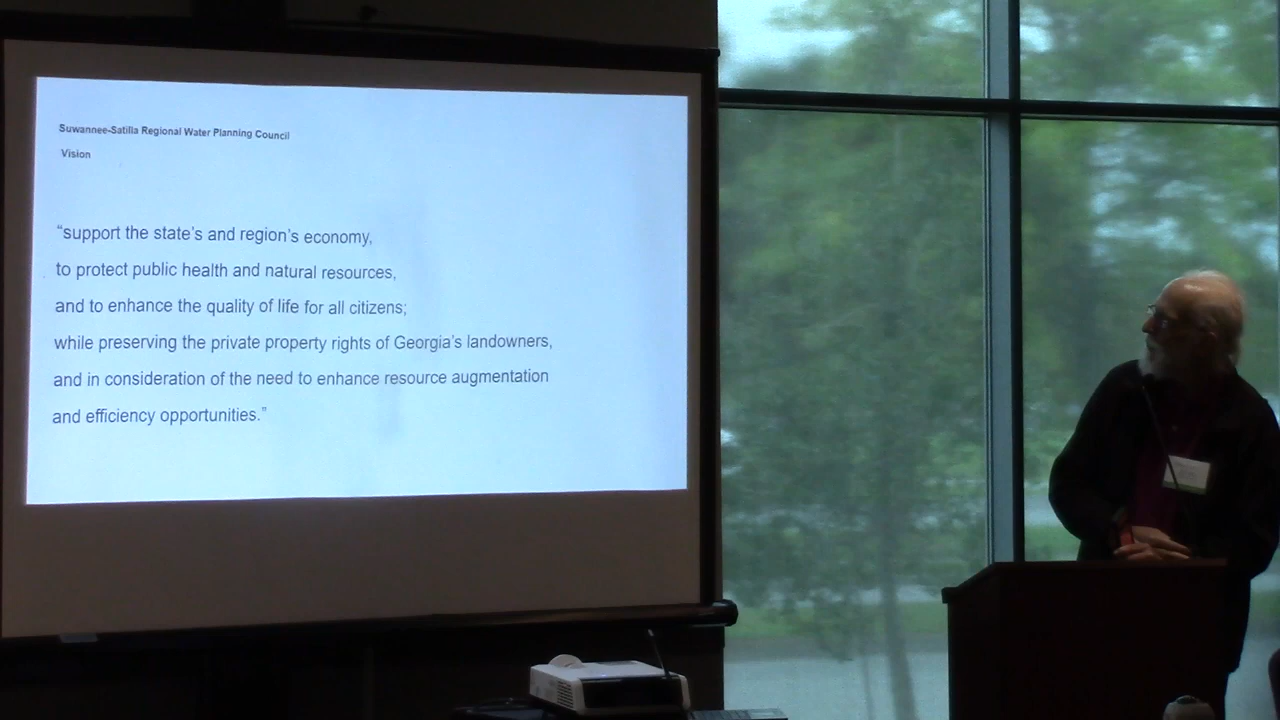 Suwannee-Satilla Regional Water Planning Council
Vision
“support the state’s and region’s economy,
to protect public health and natural resources,
and to enhance the quality of life for all citizens;
while preserving the private property rights of Georgia’s landowners,
and in consideration of the need to enhance resource augmentation
and efficiency opportunities.”